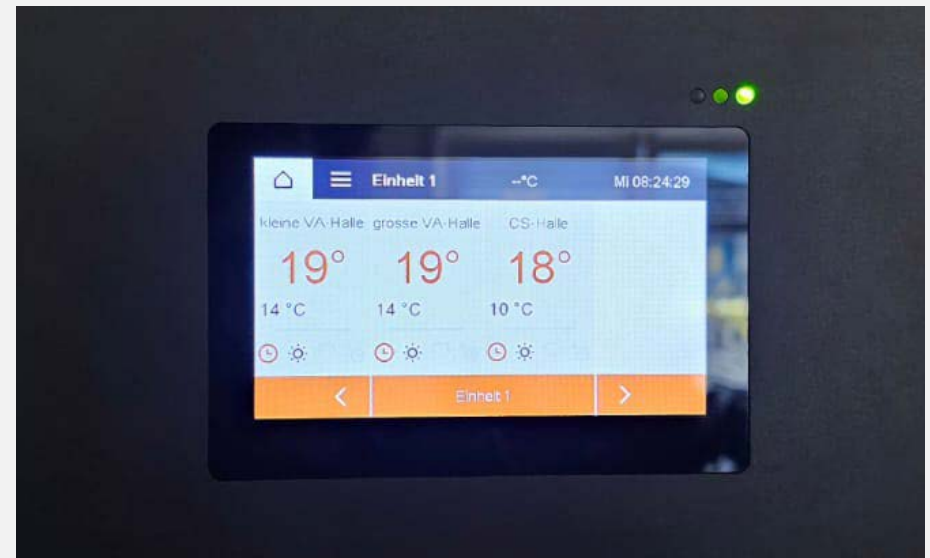 Einheit 1 --°C MI 08:24:29
kleine VA-Halle grosse VA-Halle CS-Halle
19° 19° 18°
14 °C 14 °C 10 °C
Einheit 1